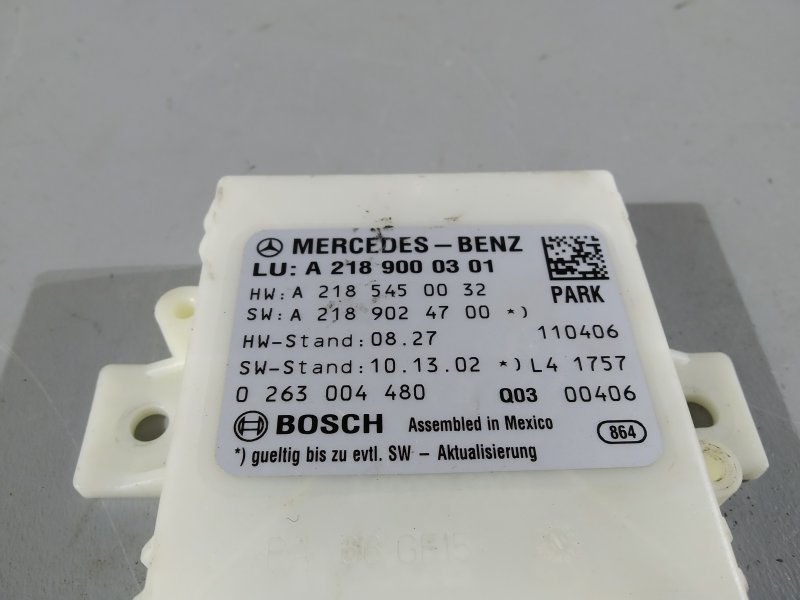 MERCEDES-BENZ
LU: A 218 900 03 01
HW: A 218 545 00 32
PARK
SW: A 218 902 47 00 *)
HW-Stand: 08.27
110406
SW-Stand: 10.13.02 *) L4 1757
0 263 004 480
Q03 00406
BOSCH
Assembled in Mexico
864
*) gueltig bis zu evtl. SW - Aktualisierung